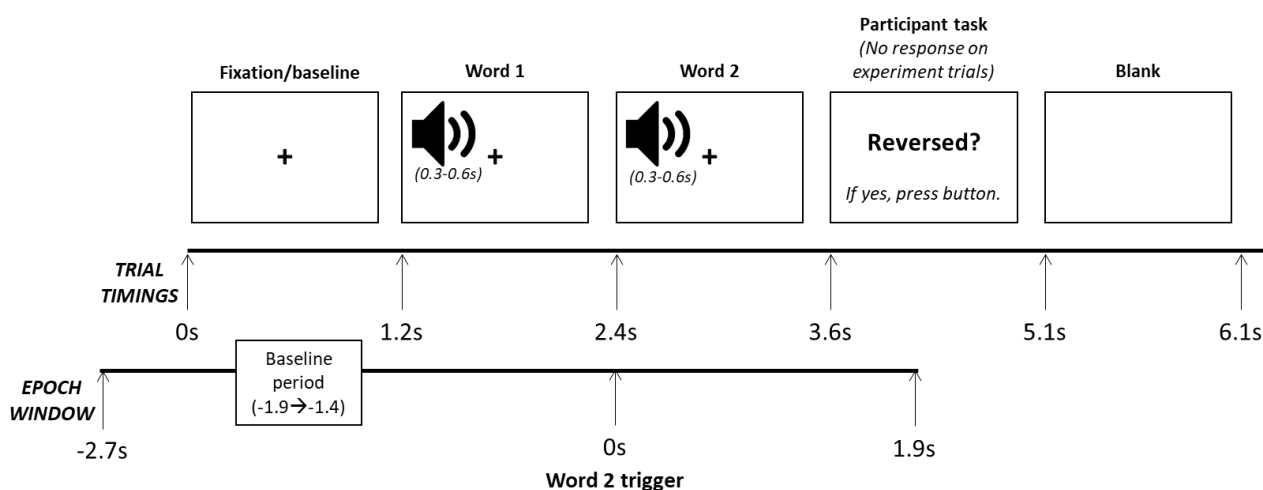 Participant task
(No response on
experiment trials)
Fixation/baseline
Word 1
Word 2
Blank
+
+
(0.3-0.6s)
+
(0.3-0.6s)
Reversed?
If yes, press button.
TRIAL
TIMINGS
0s
1.2s
2.4s
3.6s
5.1s
6.1s
EPOCH
WINDOW
Baseline
period
(-1.9→-1.4)
-2.7s
0s
1.9s
Word 2 trigger